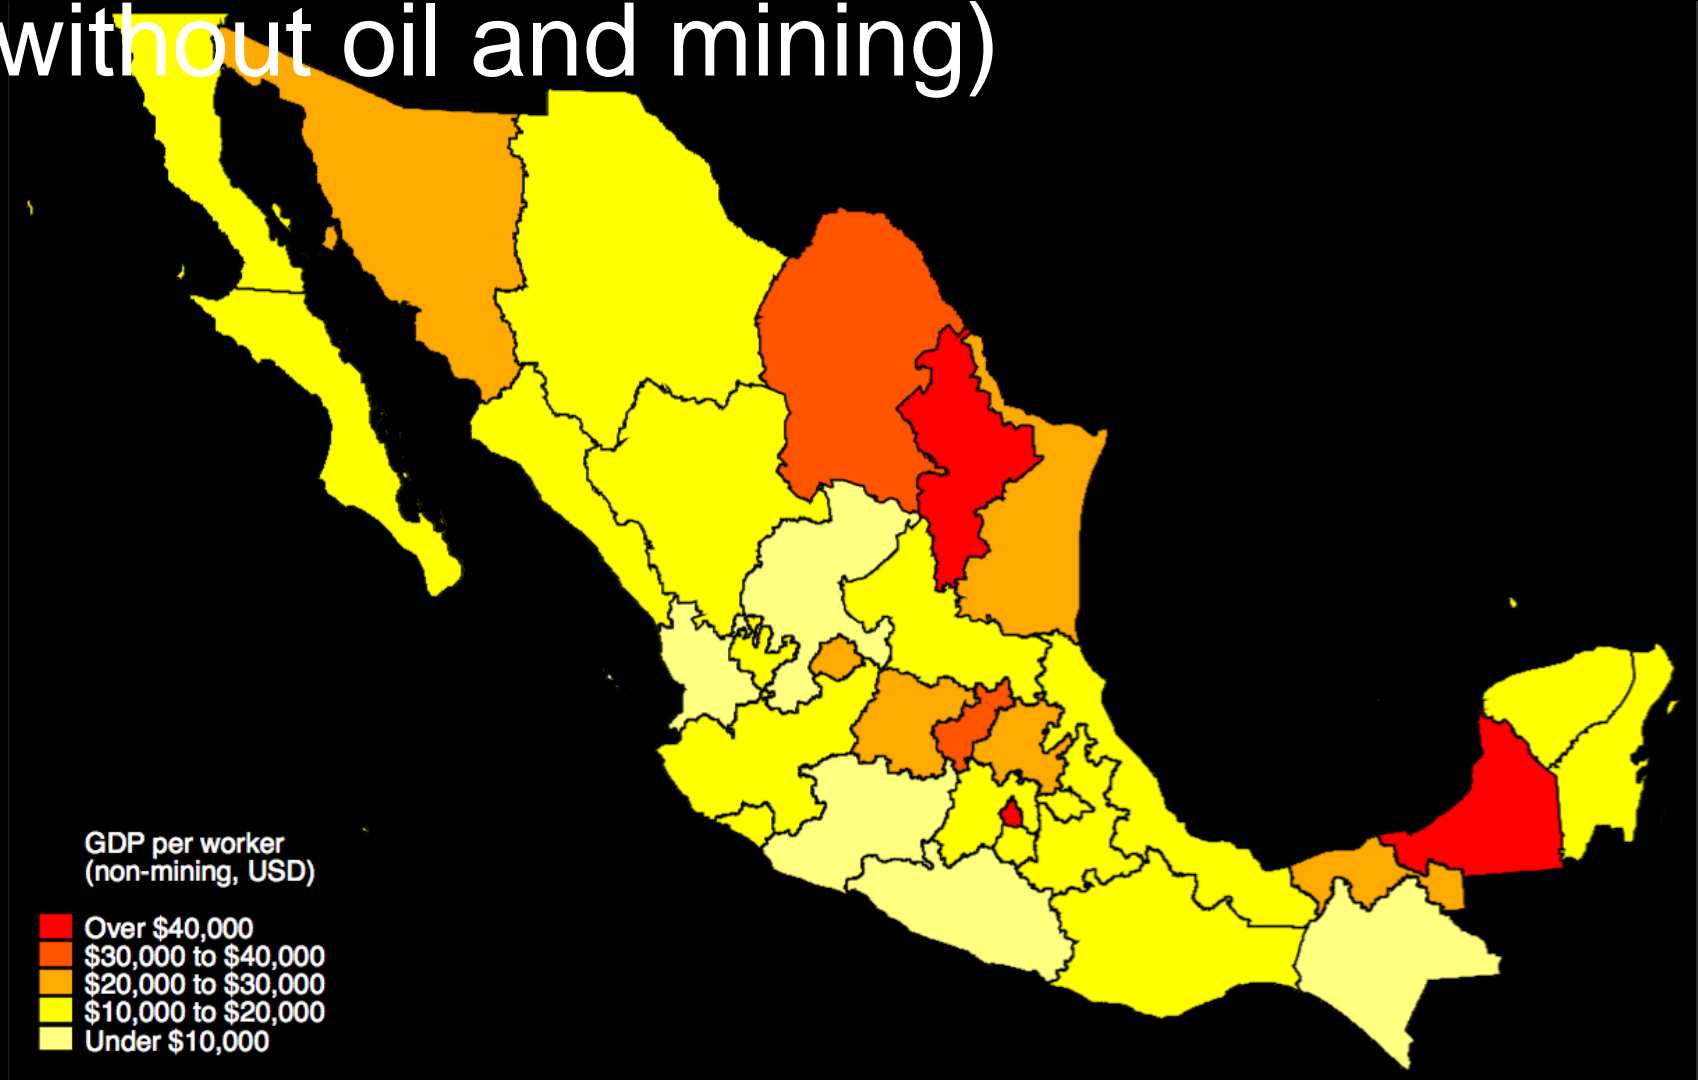 without oil and mining)
GDP per worker
(non-mining, USD)
Over $40,000
$30,000 to $40,000
$20,000 to $30,000
$10,000 to $20,000
Under $10,000